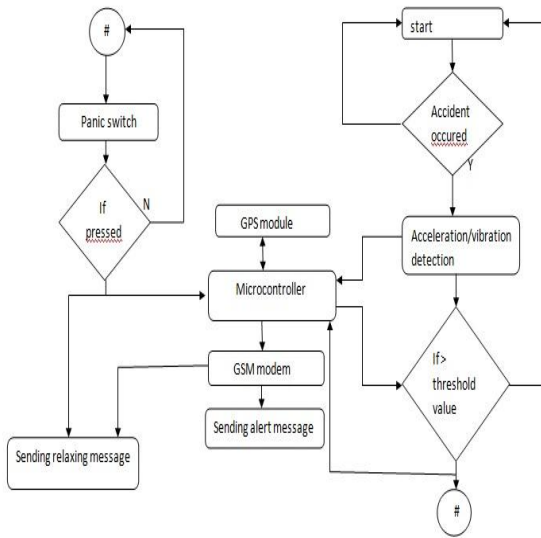 #
Panic switch
If
pressed
N
start
Accident
occured
Y
GPS module
Acceleration/vibration
detection
Microcontroller
If >
threshold
value
GSM modem
Sending alert message
Sending relaxing message
#